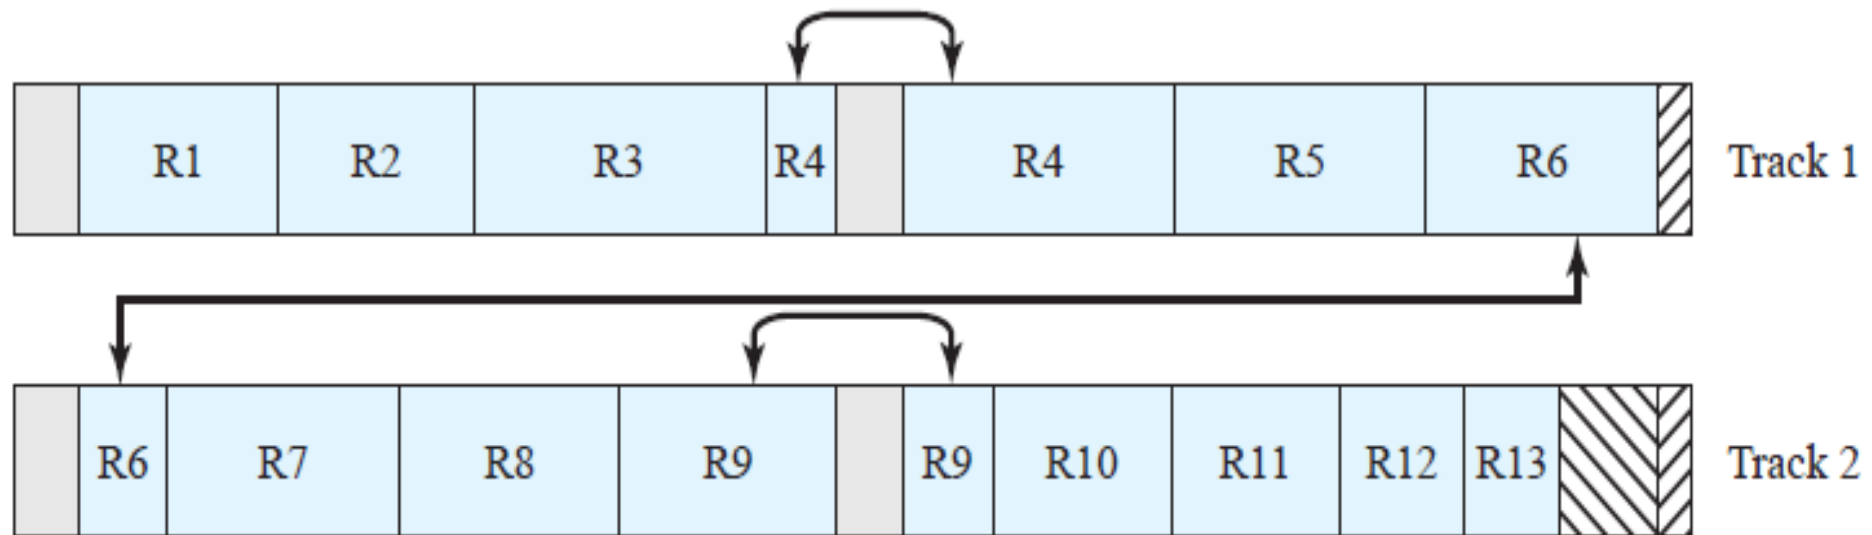 R1 R2 R3 R4 R4 R5 R6 Track 1
R6 R7 R8 R9 R9 R10 R11 R12 R13 Track 2